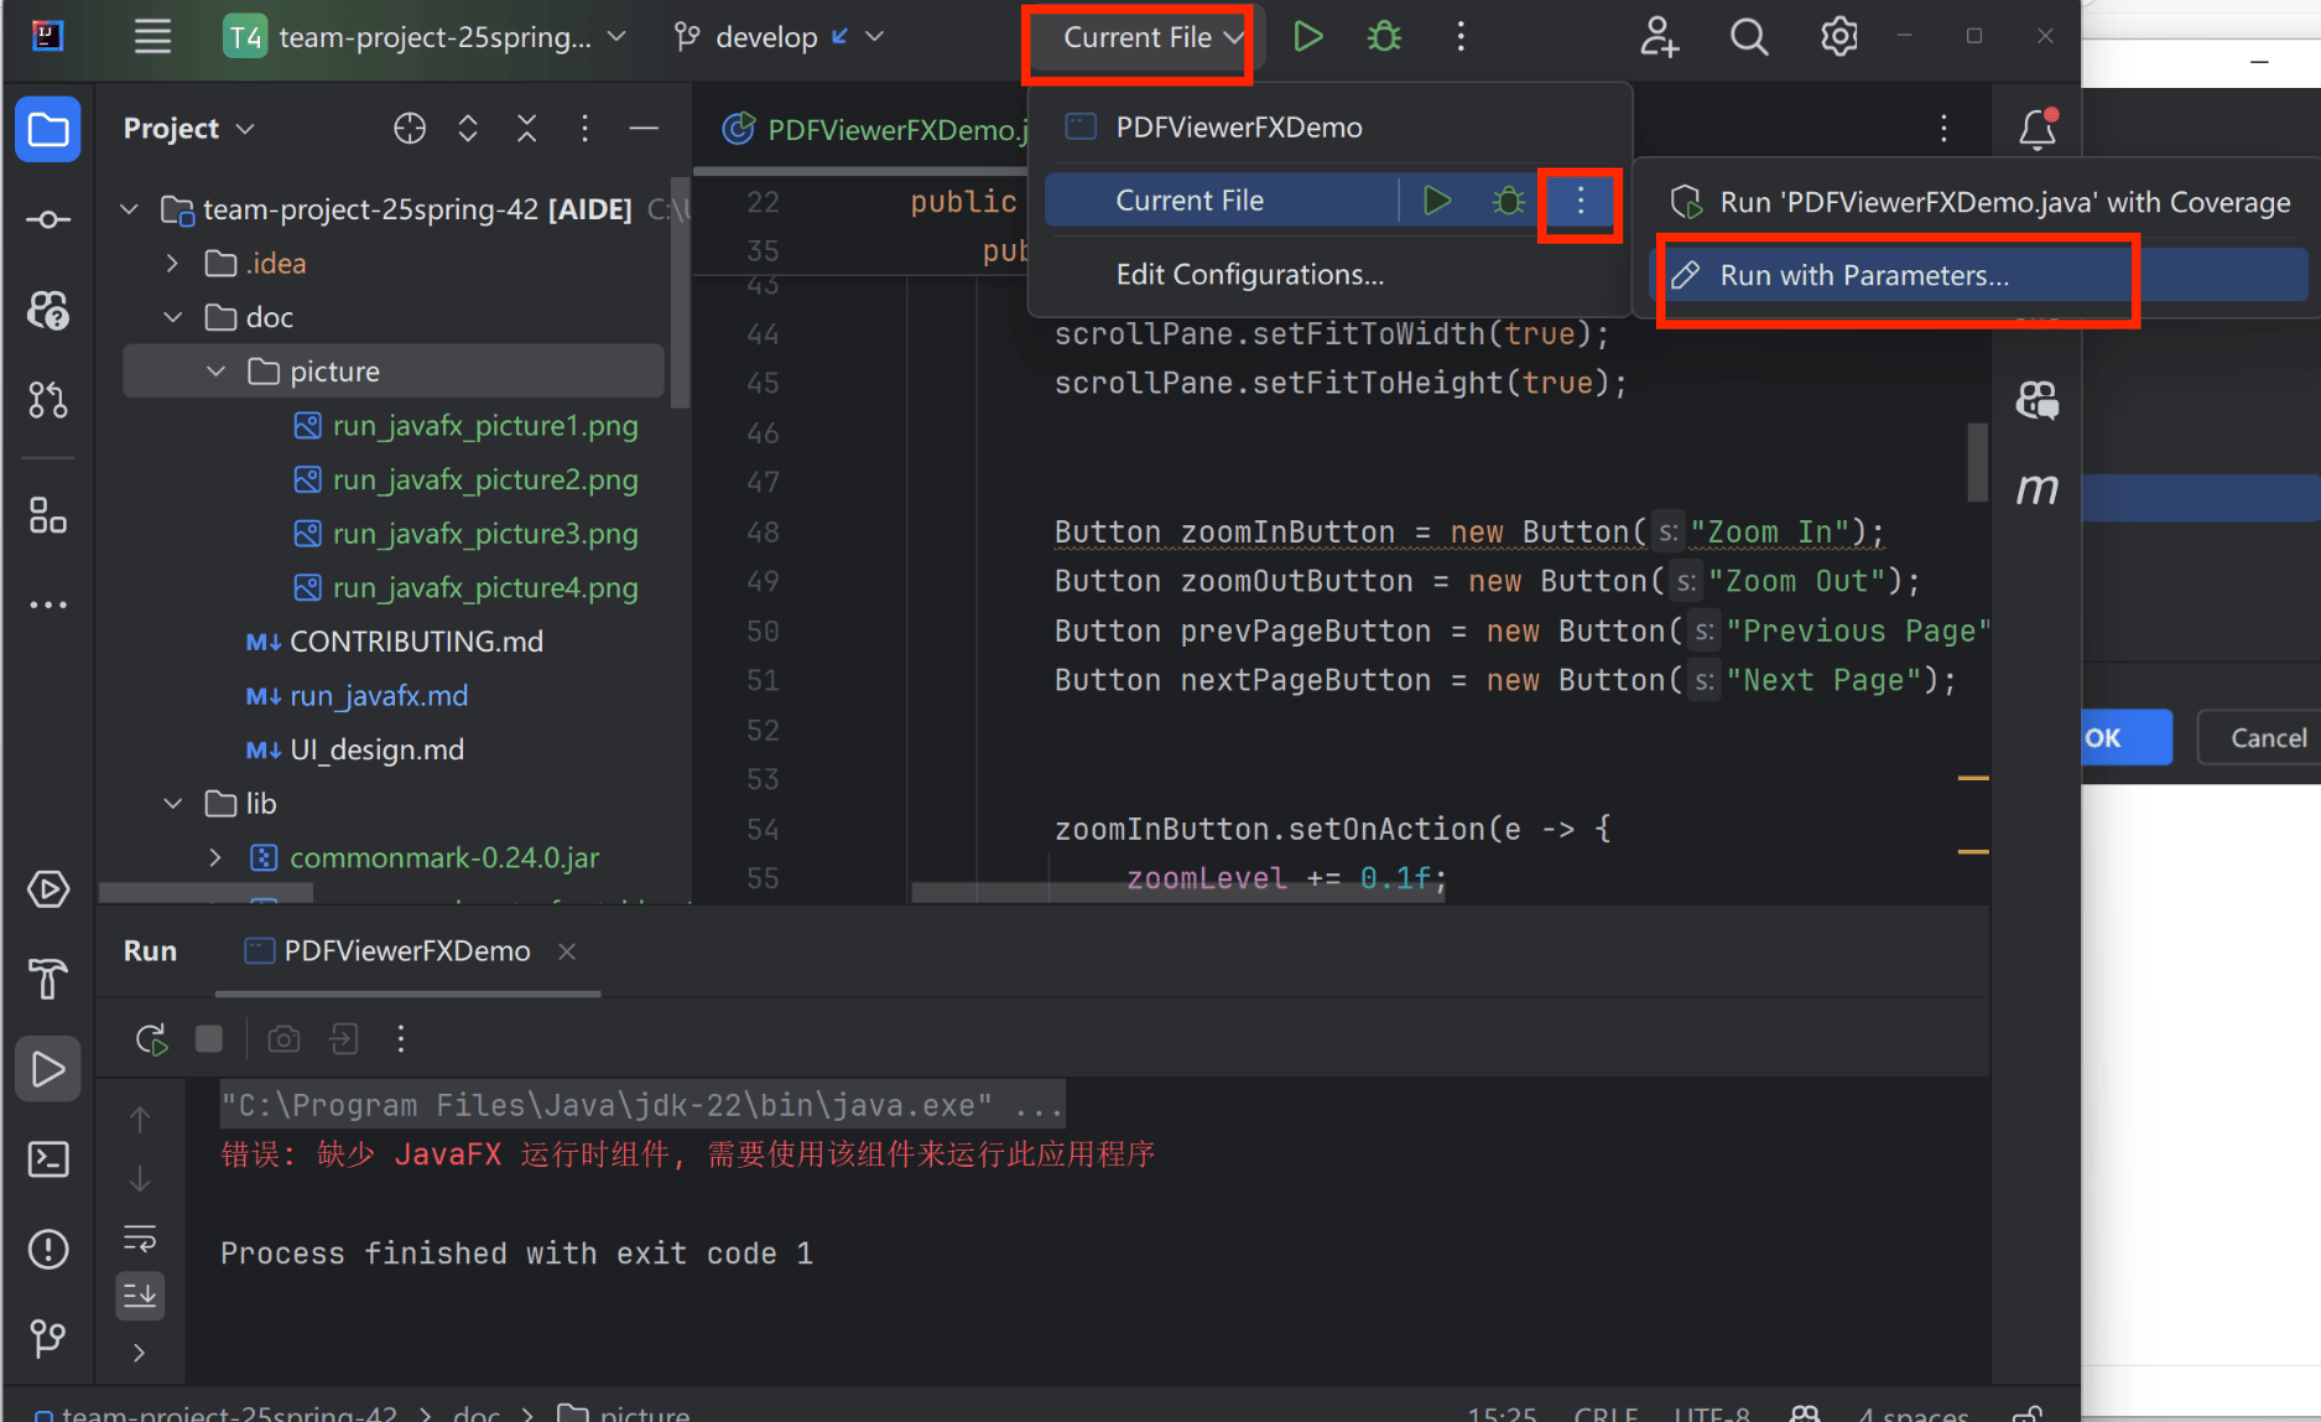 T4 team-project-25spring... develop Current File
Project
PDFViewerFXDemo.j
PDFViewerFXDemo
Current File
Edit Configurations...
Run 'PDFViewerFXDemo.java' with Coverage
Run with Parameters...
team-project-25spring-42 [AIDE]
.idea
doc
picture
run_javafx_picture1.png
run_javafx_picture2.png
run_javafx_picture3.png
run_javafx_picture4.png
M↓ CONTRIBUTING.md
M↓ run_javafx.md
M↓ UI_design.md
lib
commonmark-0.24.0.jar
22 public
35 pub
43
44 scrollPane.setFitToWidth(true);
45 scrollPane.setFitToHeight(true);
46
47
48 Button zoomInButton = new Button( s: "Zoom In");
49 Button zoomOutButton = new Button( s: "Zoom Out");
50 Button prevPageButton = new Button( s: "Previous Page"
51 Button nextPageButton = new Button( s: "Next Page");
52
53
54 zoomInButton.setOnAction(e -> {
55 zoomLevel += 0.1f;
m
OK Cancel
Run PDFViewerFXDemo
"C:\Program Files\Java\jdk-22\bin\java.exe" ...
错误: 缺少 JavaFX 运行时组件, 需要使用该组件来运行此应用程序
Process finished with exit code 1
team-project-25spring-42 > doc > picture 15:25 CRLF UTF-8 4 spaces